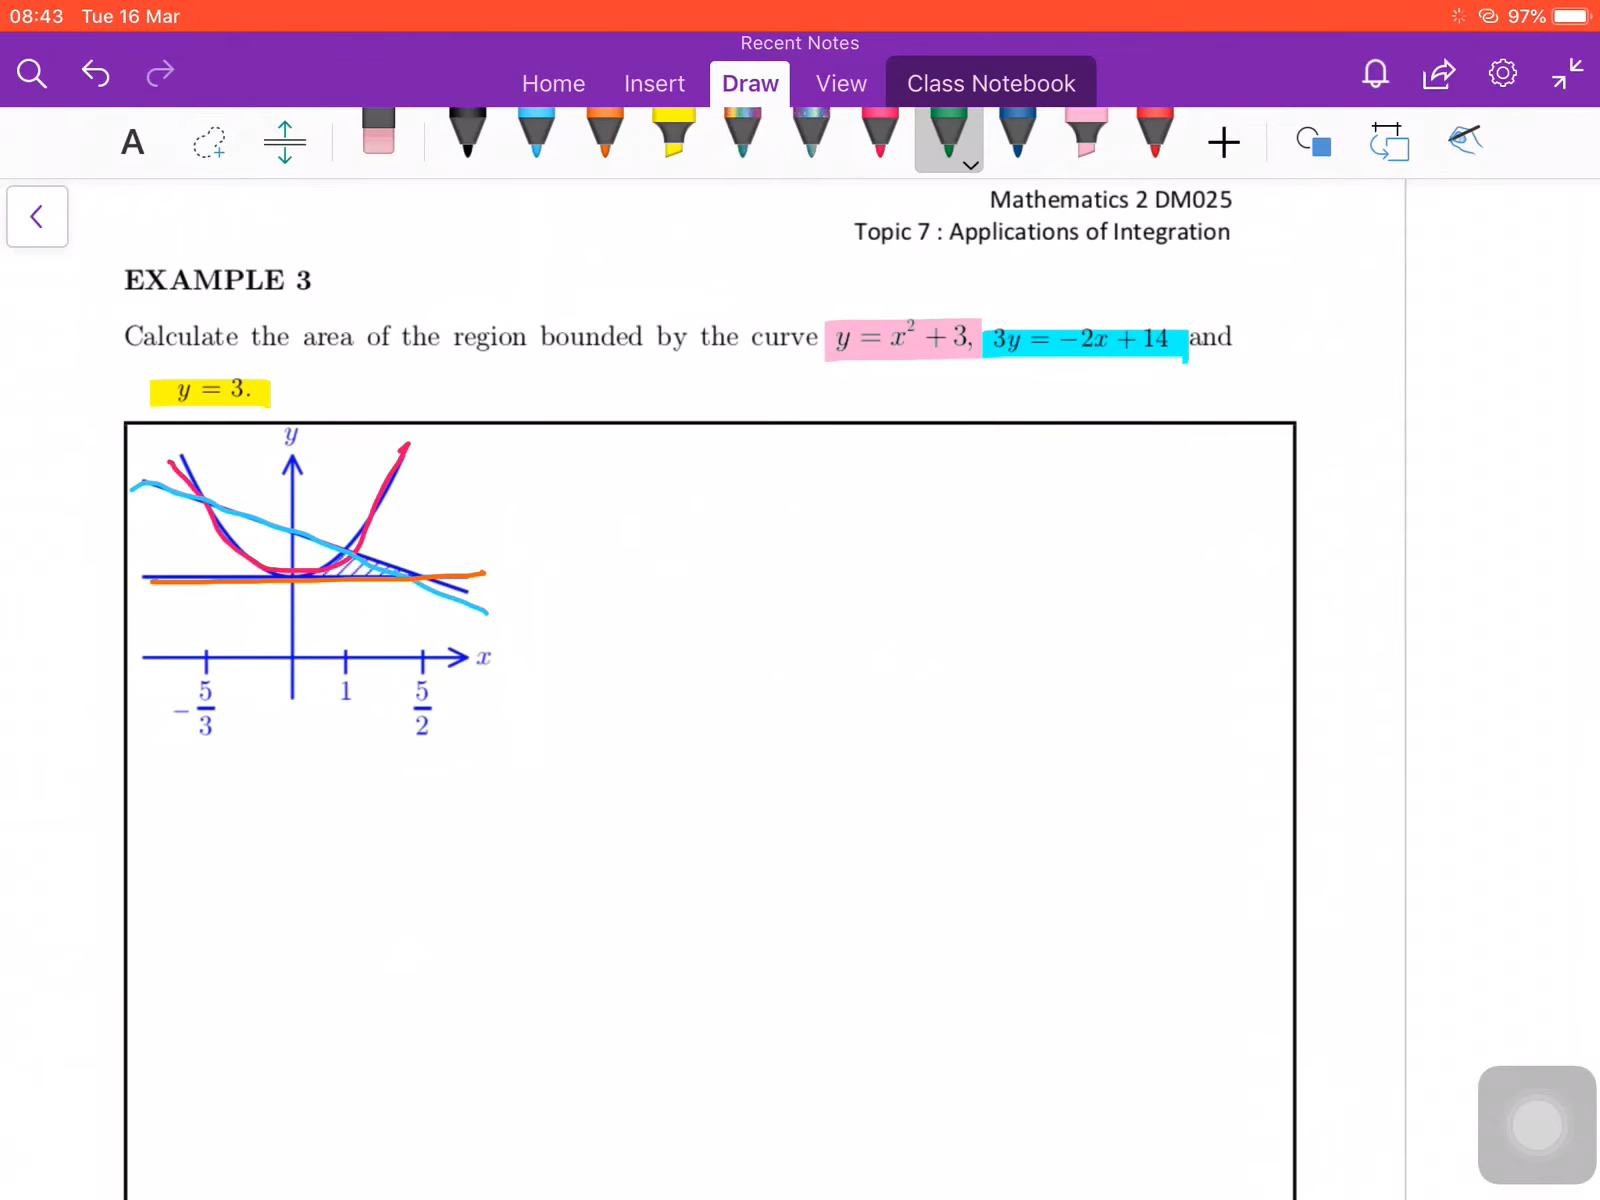 08:43 Tue 16 Mar
97%
Recent Notes
Home Insert Draw View Class Notebook
A
Mathematics 2 DM025
Topic 7 : Applications of Integration
EXAMPLE 3
Calculate the area of the region bounded by the curve y = x² + 3, 3y = −2x + 14 and
y = 3.
y
x
−5/3 1 5/2